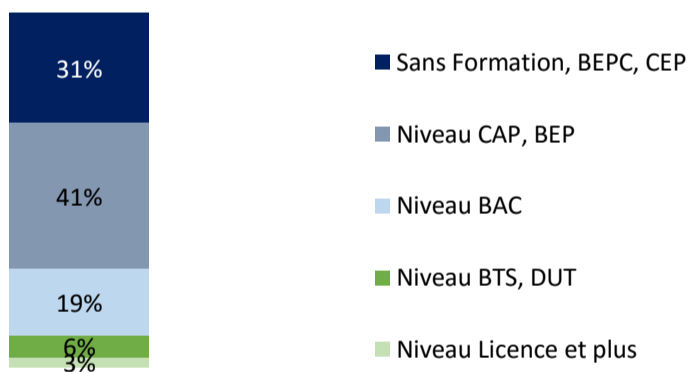 31%
41%
19%
6%
3%
Sans Formation, BEPC, CEP
Niveau CAP, BEP
Niveau BAC
Niveau BTS, DUT
Niveau Licence et plus